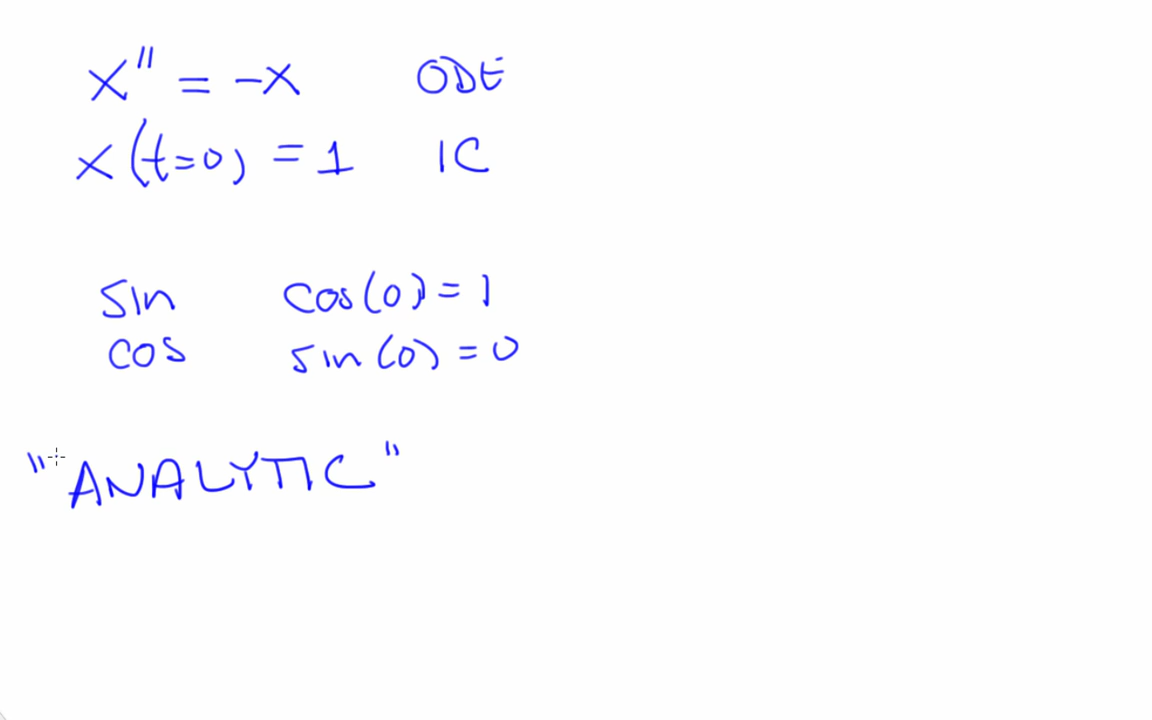 x'' = -x ODE
x(t=0) = 1 IC
sin cos(0) = 1
cos sin(0) = 0
"ANALYTIC"